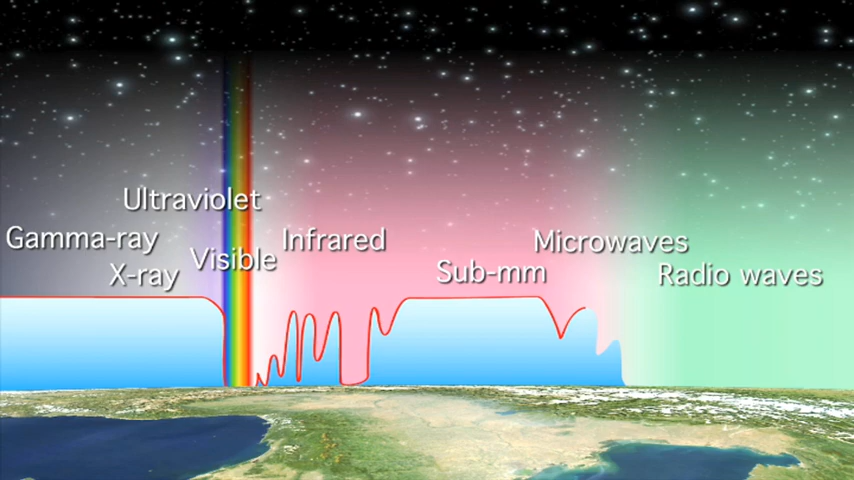 Ultraviolet
Gamma-ray
X-ray
Visible
Infrared
Sub-mm
Microwaves
Radio waves